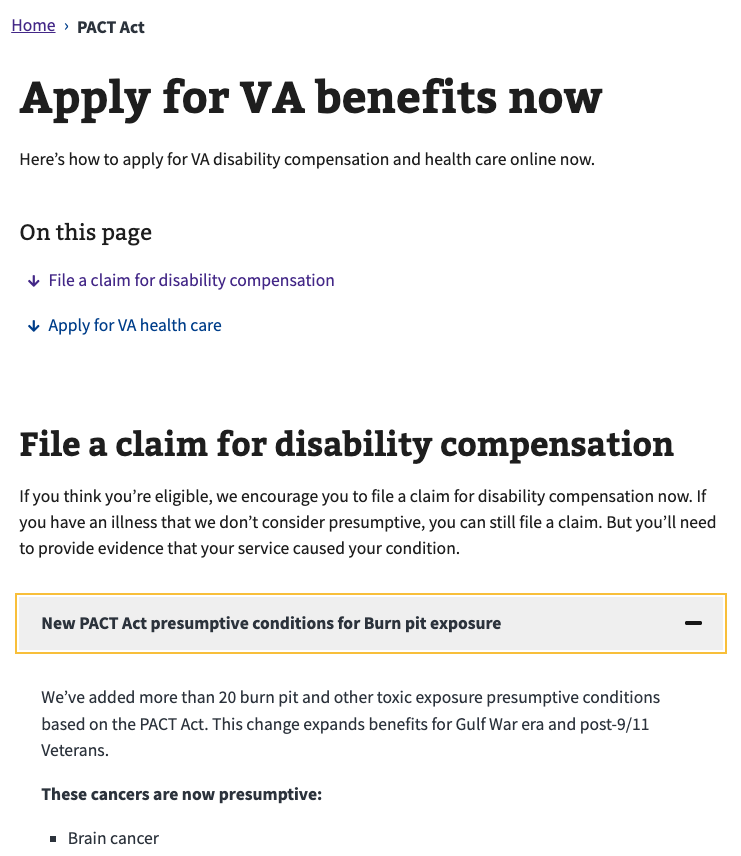 Home › PACT Act
Apply for VA benefits now
Here’s how to apply for VA disability compensation and health care online now.
On this page
File a claim for disability compensation
Apply for VA health care
File a claim for disability compensation
If you think you’re eligible, we encourage you to file a claim for disability compensation now. If
you have an illness that we don’t consider presumptive, you can still file a claim. But you’ll need
to provide evidence that your service caused your condition.
New PACT Act presumptive conditions for Burn pit exposure
We’ve added more than 20 burn pit and other toxic exposure presumptive conditions
based on the PACT Act. This change expands benefits for Gulf War era and post-9/11
Veterans.
These cancers are now presumptive:
Brain cancer